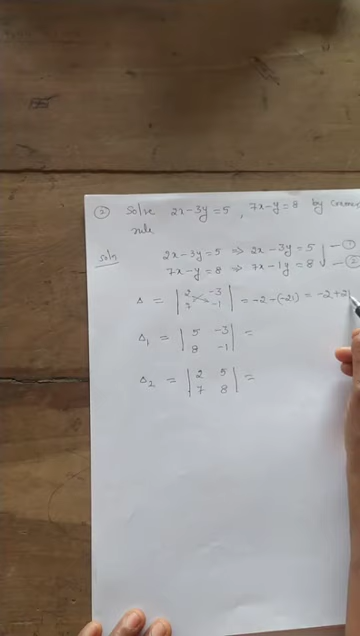 ② Solve 2x-3y=5, 7x-y=8 by
rule
soln 2x-3y=5 ⇒ 2x-3y=5 — ①
7x-y=8 ⇒ 7x-1y=8 — ②
Δ = | 2 -3 | = -2-(-21) = -2+21
| 7 -1 |
Δ₁ = | 5 -3 | =
| 8 -1 |
Δ₂ = | 2 5 | =
| 7 8 |